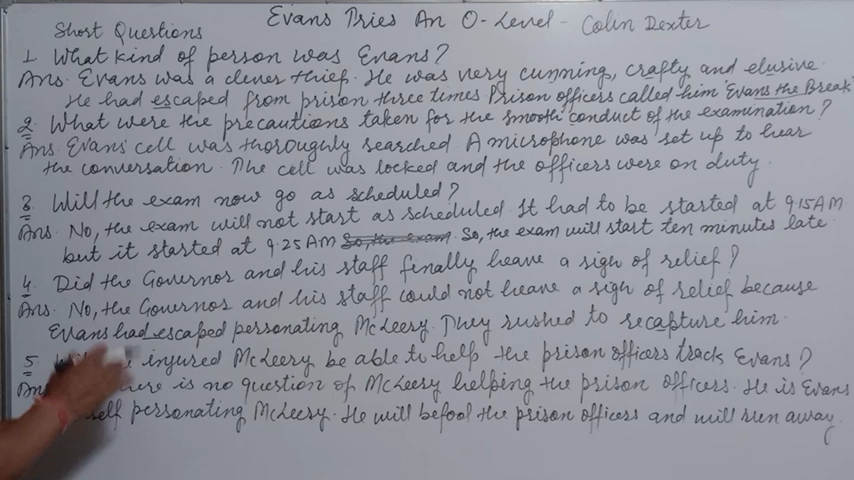 Evans Tries An O-Level - Colin Dexter
Short Questions
1. What kind of person was Evans?
Ans. Evans was a clever thief. He was very cunning, crafty and elusive.
He had escaped from prison three times. Prison officers called him 'Evans the Break'
2. What were the precautions taken for the smooth conduct of the examination?
Ans. Evans' cell was thoroughly searched. A microphone was set up to hear
the conversation. The cell was locked and the officers were on duty.
3. Will the exam now go as scheduled?
Ans. No, the exam will not start as scheduled. It had to be started at 9.15 AM
but it started at 9.25 AM So, the exam. So, the exam will start ten minutes late.
4. Did the Governor and his staff finally heave a sigh of relief?
Ans. No, the Governor and his staff could not heave a sigh of relief because
Evans had escaped personating McLeery. They rushed to recapture him.
5. injured McLeery be able to help the prison officers track Evans?
Ans is no question of McLeery helping the prison officers. He is Evans
personating McLeery. He will befool the prison officers and will run away.